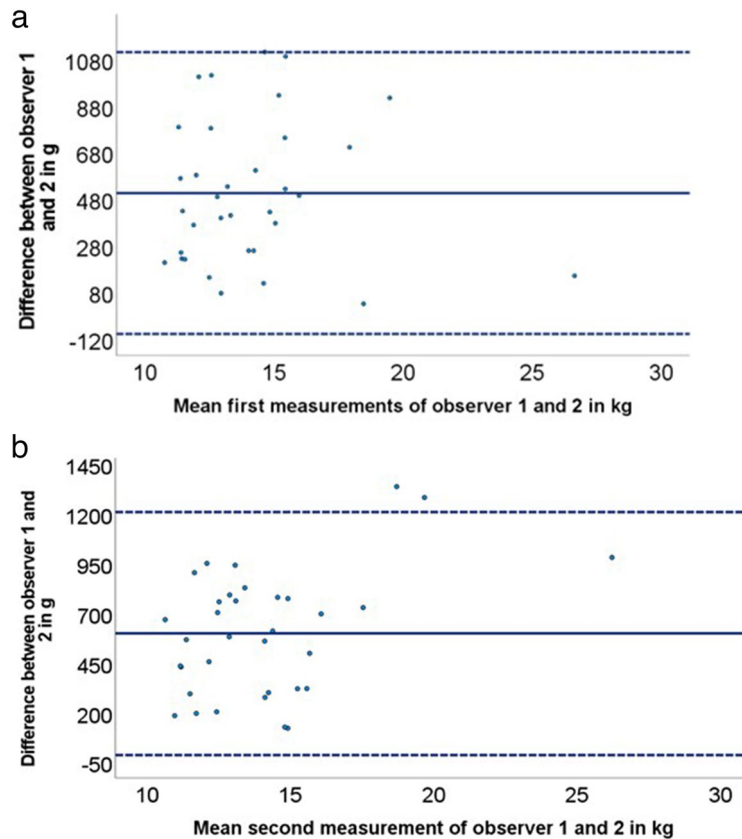 a
Difference between observer 1
and 2 in g
1080
880
680
480
280
80
-120
10 15 20 25 30
Mean first measurements of observer 1 and 2 in kg
b
Difference between observer 1 and
2 in g
1450
1200
950
700
450
200
-50
10 15 20 25 30
Mean second measurement of observer 1 and 2 in kg